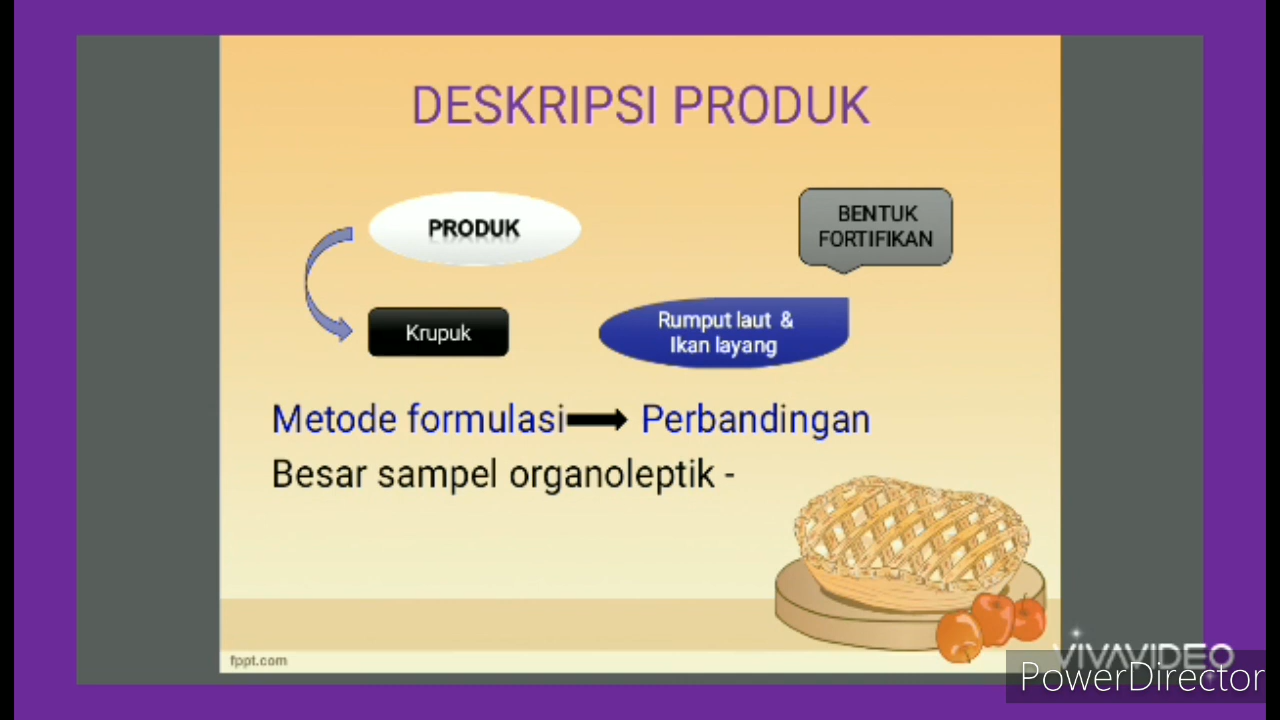 DESKRIPSI PRODUK
PRODUK
BENTUK
FORTIFIKAN
Krupuk
Rumput laut &
Ikan layang
Metode formulasi Perbandingan
Besar sampel organoleptik -
fppt.com
VIVAVIDEO
PowerDirector